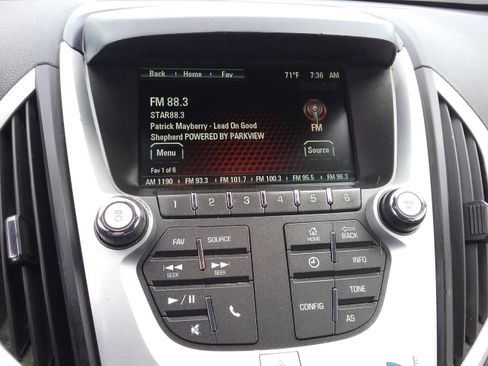 Back Home Fav 71°F 7:36 AM
FM 88.3
STAR88.3
Patrick Mayberry - Lead On Good
Shepherd POWERED BY PARKVIEW
FM
Menu Source
Fav 1 of 6
AM 1190 FM 93.3 FM 101.7 FM 100.3 FM 95.5 FM 96.3
1 2 3 4 5 6
VOL
FAV SOURCE
HOME BACK
SEEK SEEK
INFO
TONE
CONFIG
AS